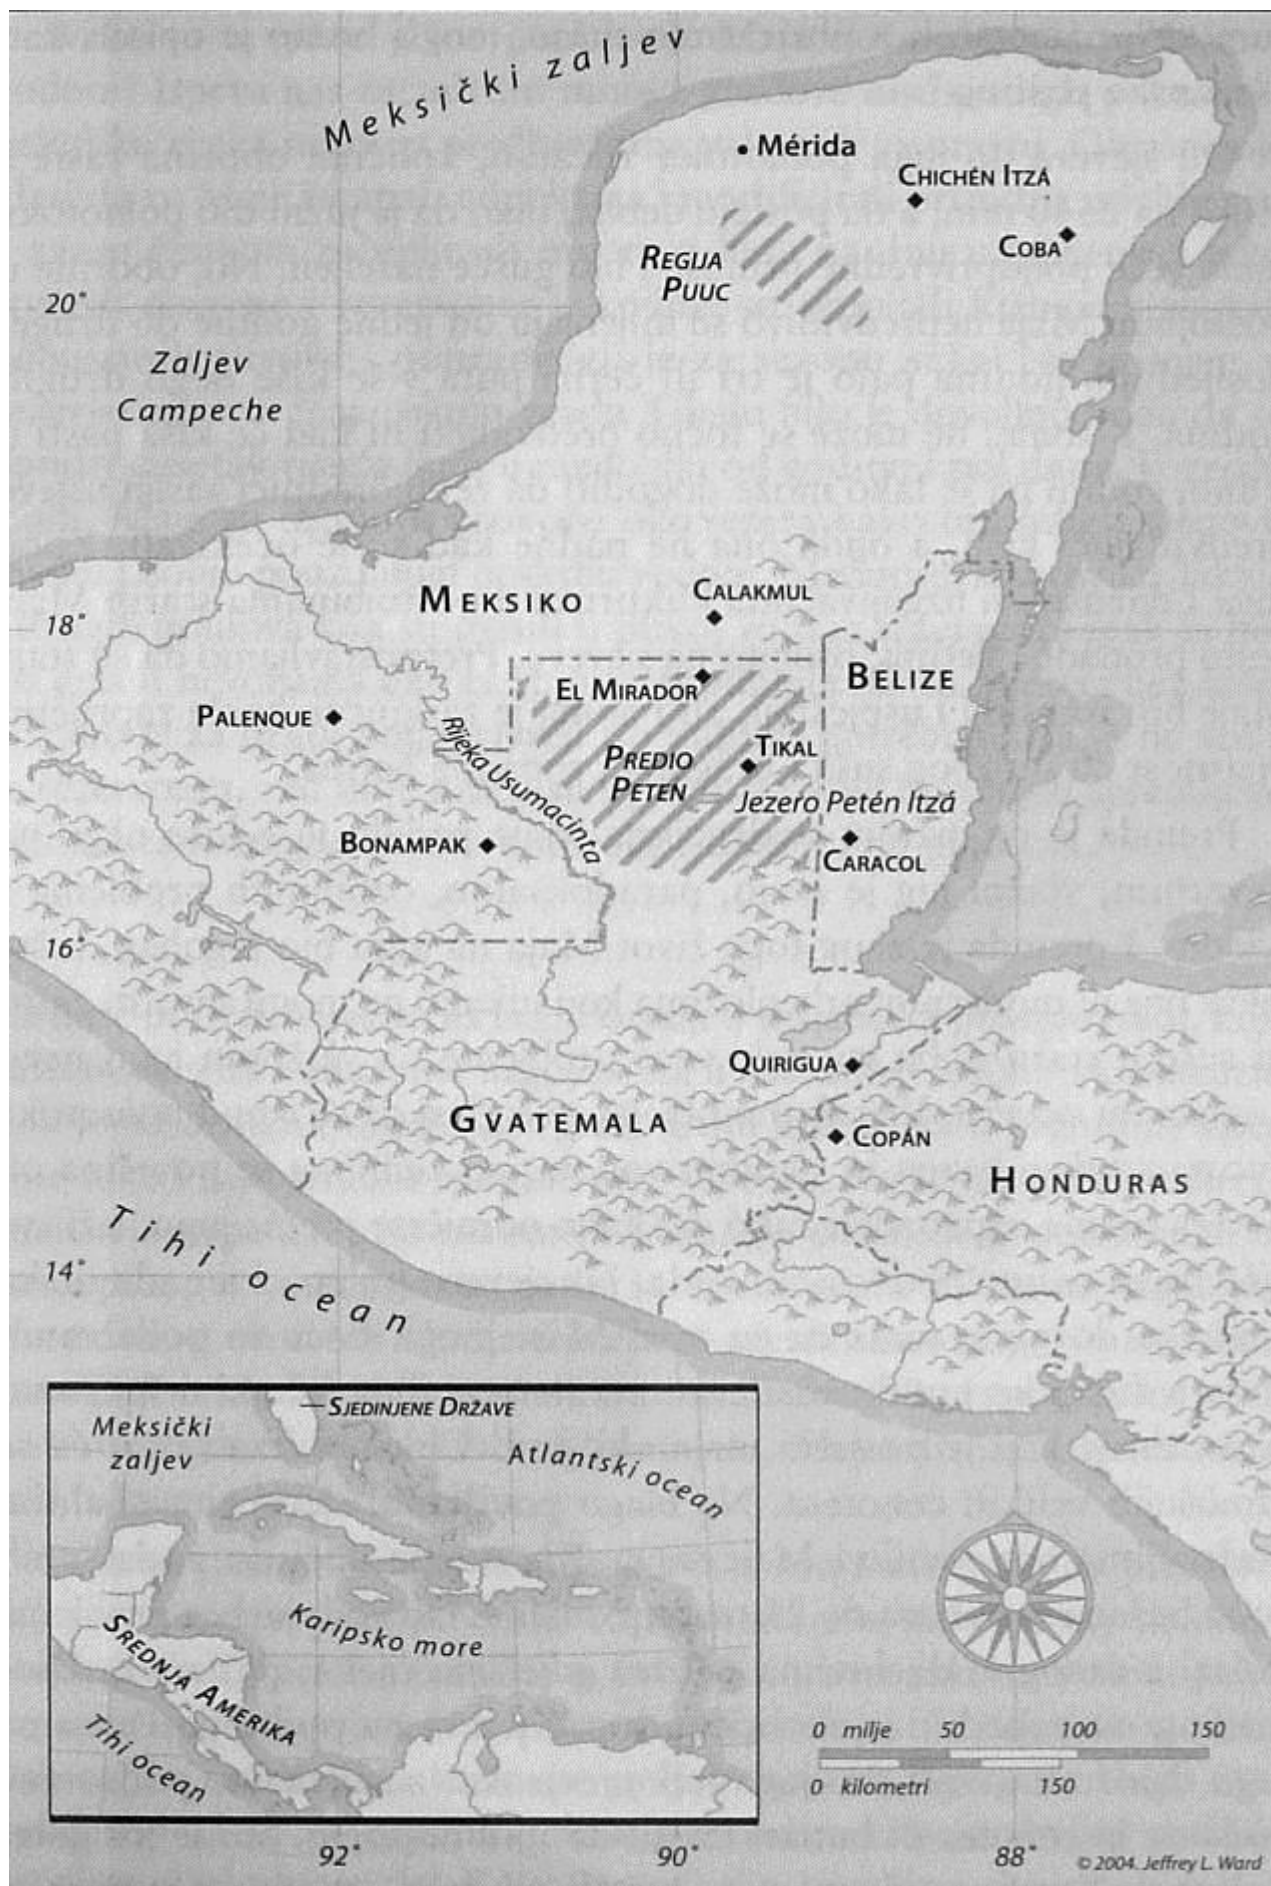 Meksički zaljev
Mérida
CHICHÉN ITZÁ
COBA
REGIJA
PUUC
20°
Zaljev
Campeche
MEKSIKO
CALAKMUL
18°
BELIZE
EL MIRADOR
PALENQUE
Rijeka Usumacinta
TIKAL
PREDIO
PETEN
Jezero Petén Itzá
BONAMPAK
CARACOL
16°
QUIRIGUA
GVATEMALA
COPÁN
HONDURAS
Tihi ocean
14°
SJEDINJENE DRŽAVE
Meksički
zaljev
Atlantski ocean
Karipsko more
SREDNJA AMERIKA
Tihi ocean
0 milje 50 100 150
0 kilometri 150
92° 90° 88°
© 2004. Jeffrey L. Ward